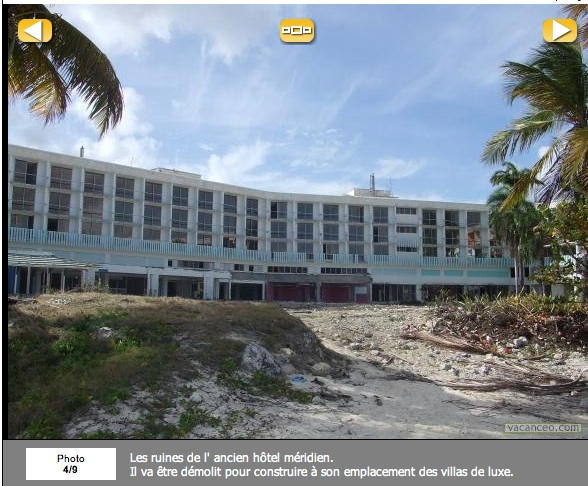 vacanceo.com
Photo
4/9
Les ruines de l' ancien hôtel méridien.
Il va être démolit pour construire à son emplacement des villas de luxe.